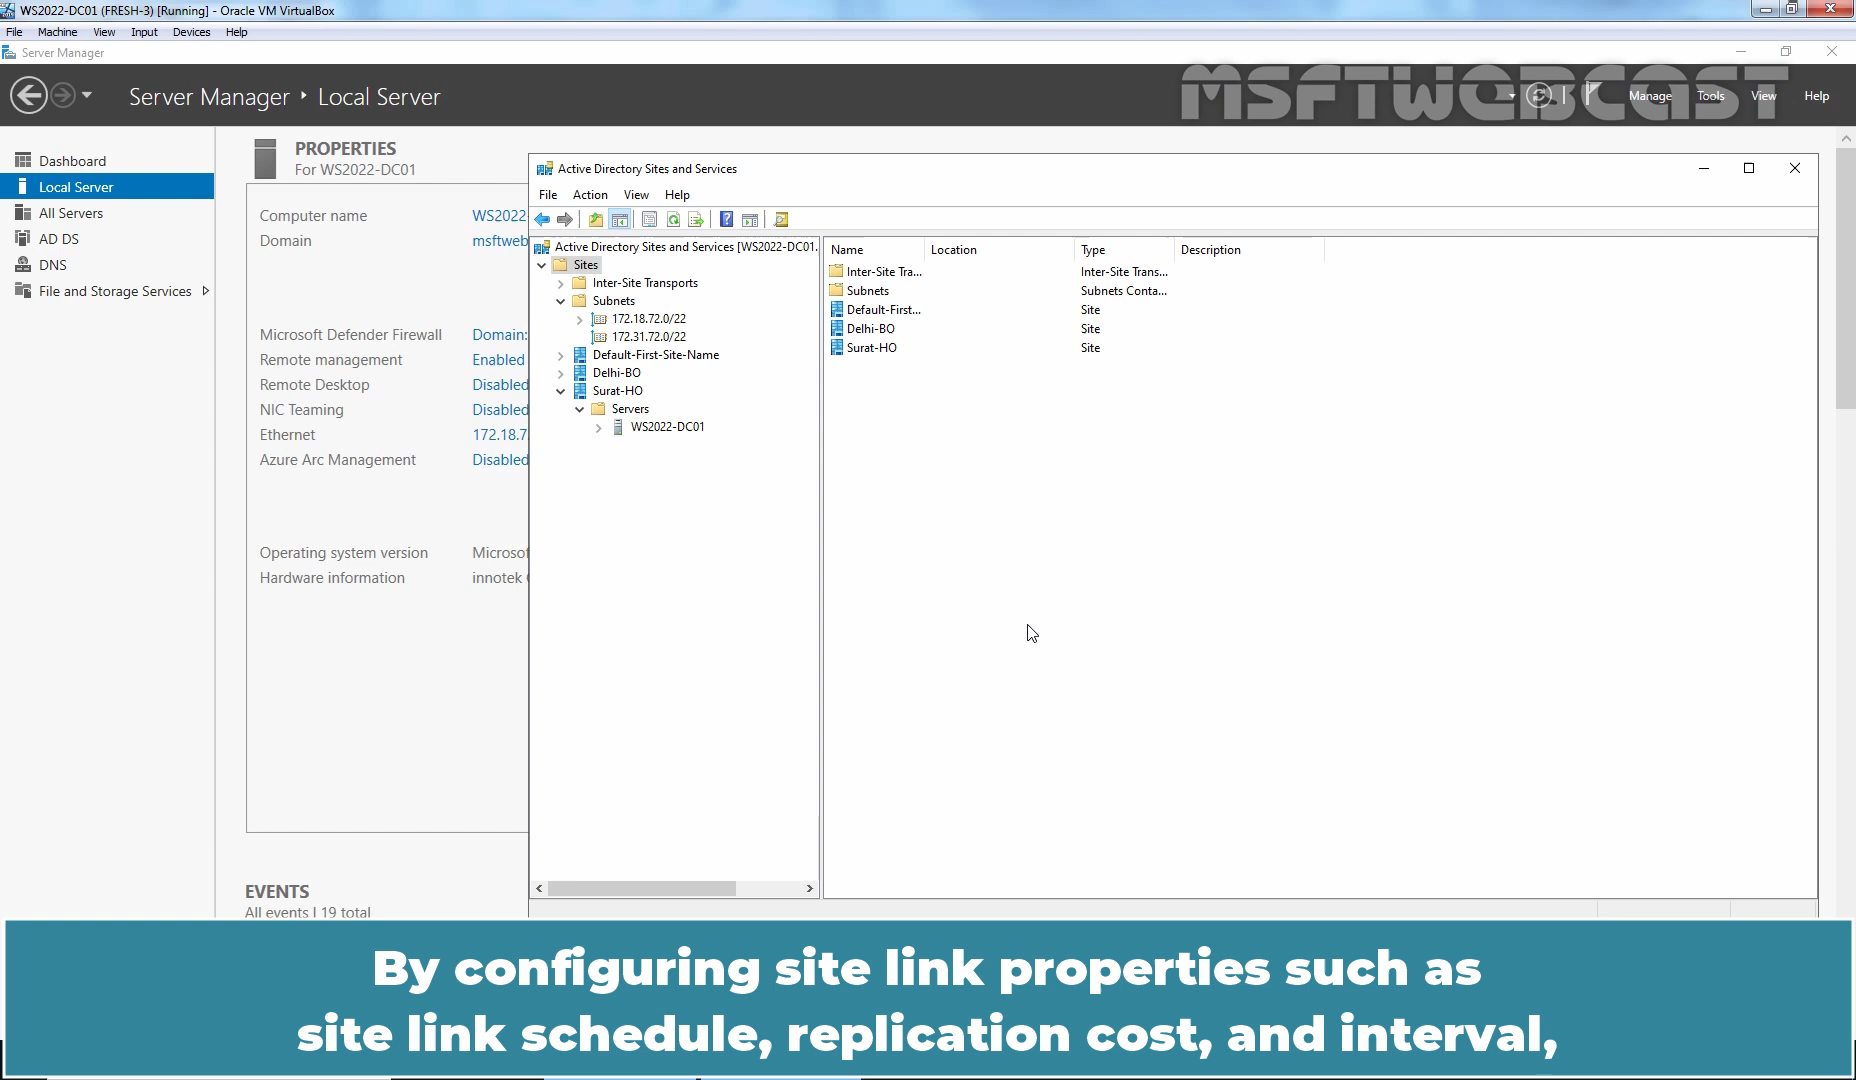 WS2022-DC01 (FRESH-3) [Running] - Oracle VM VirtualBox
File Machine View Input Devices Help
Server Manager
Server Manager ‣ Local Server
MSFTWEBCAST
Manage Tools View Help
Dashboard
Local Server
All Servers
AD DS
DNS
File and Storage Services
PROPERTIES
For WS2022-DC01
Computer name WS2022-
Domain msftweb
Microsoft Defender Firewall Domain:
Remote management Enabled
Remote Desktop Disabled
NIC Teaming Disabled
Ethernet 172.18.7
Azure Arc Management Disabled
Operating system version Microsof
Hardware information innotek
EVENTS
All events | 19 total
Active Directory Sites and Services
File Action View Help
Active Directory Sites and Services [WS2022-DC01.
Sites
Inter-Site Transports
Subnets
172.18.72.0/22
172.31.72.0/22
Default-First-Site-Name
Delhi-BO
Surat-HO
Servers
WS2022-DC01
Name Location Type Description
Inter-Site Tra... Inter-Site Trans...
Subnets Subnets Conta...
Default-First... Site
Delhi-BO Site
Surat-HO Site
By configuring site link properties such as
site link schedule, replication cost, and interval,